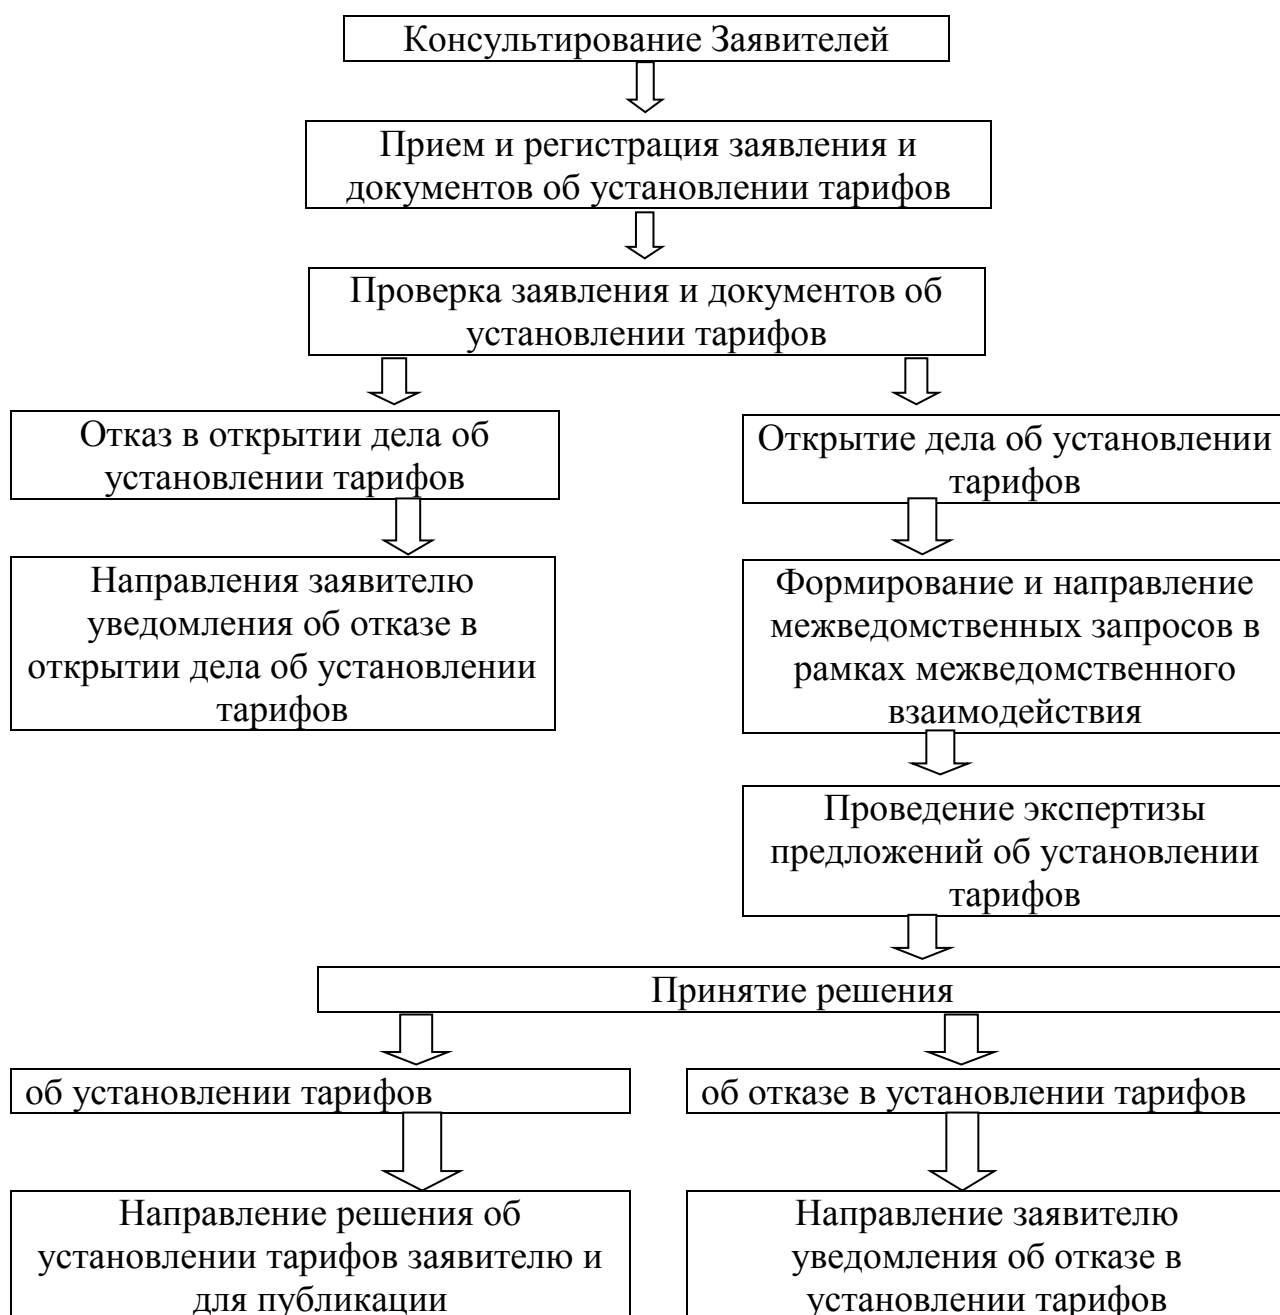 Консультирование Заявителей
Прием и регистрация заявления и
документов об установлении тарифов
Проверка заявления и документов об
установлении тарифов
Отказ в открытии дела об
установлении тарифов
Открытие дела об установлении
тарифов
Направления заявителю
уведомления об отказе в
открытии дела об установлении
тарифов
Формирование и направление
межведомственных запросов в
рамках межведомственного
взаимодействия
Проведение экспертизы
предложений об установлении
тарифов
Принятие решения
об установлении тарифов
об отказе в установлении тарифов
Направление решения об
установлении тарифов заявителю и
для публикации
Направление заявителю
уведомления об отказе в
установлении тарифов